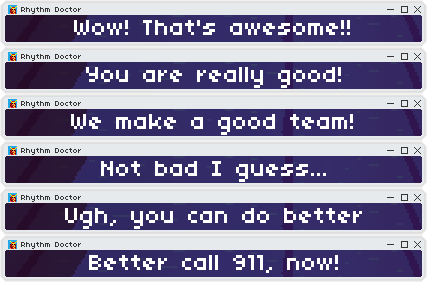 Rhythm Doctor
Wow! That's awesome!!
Rhythm Doctor
You are really good!
Rhythm Doctor
We make a good team!
Rhythm Doctor
Not bad I guess...
Rhythm Doctor
Ugh, you can do better
Rhythm Doctor
Better call 911, now!